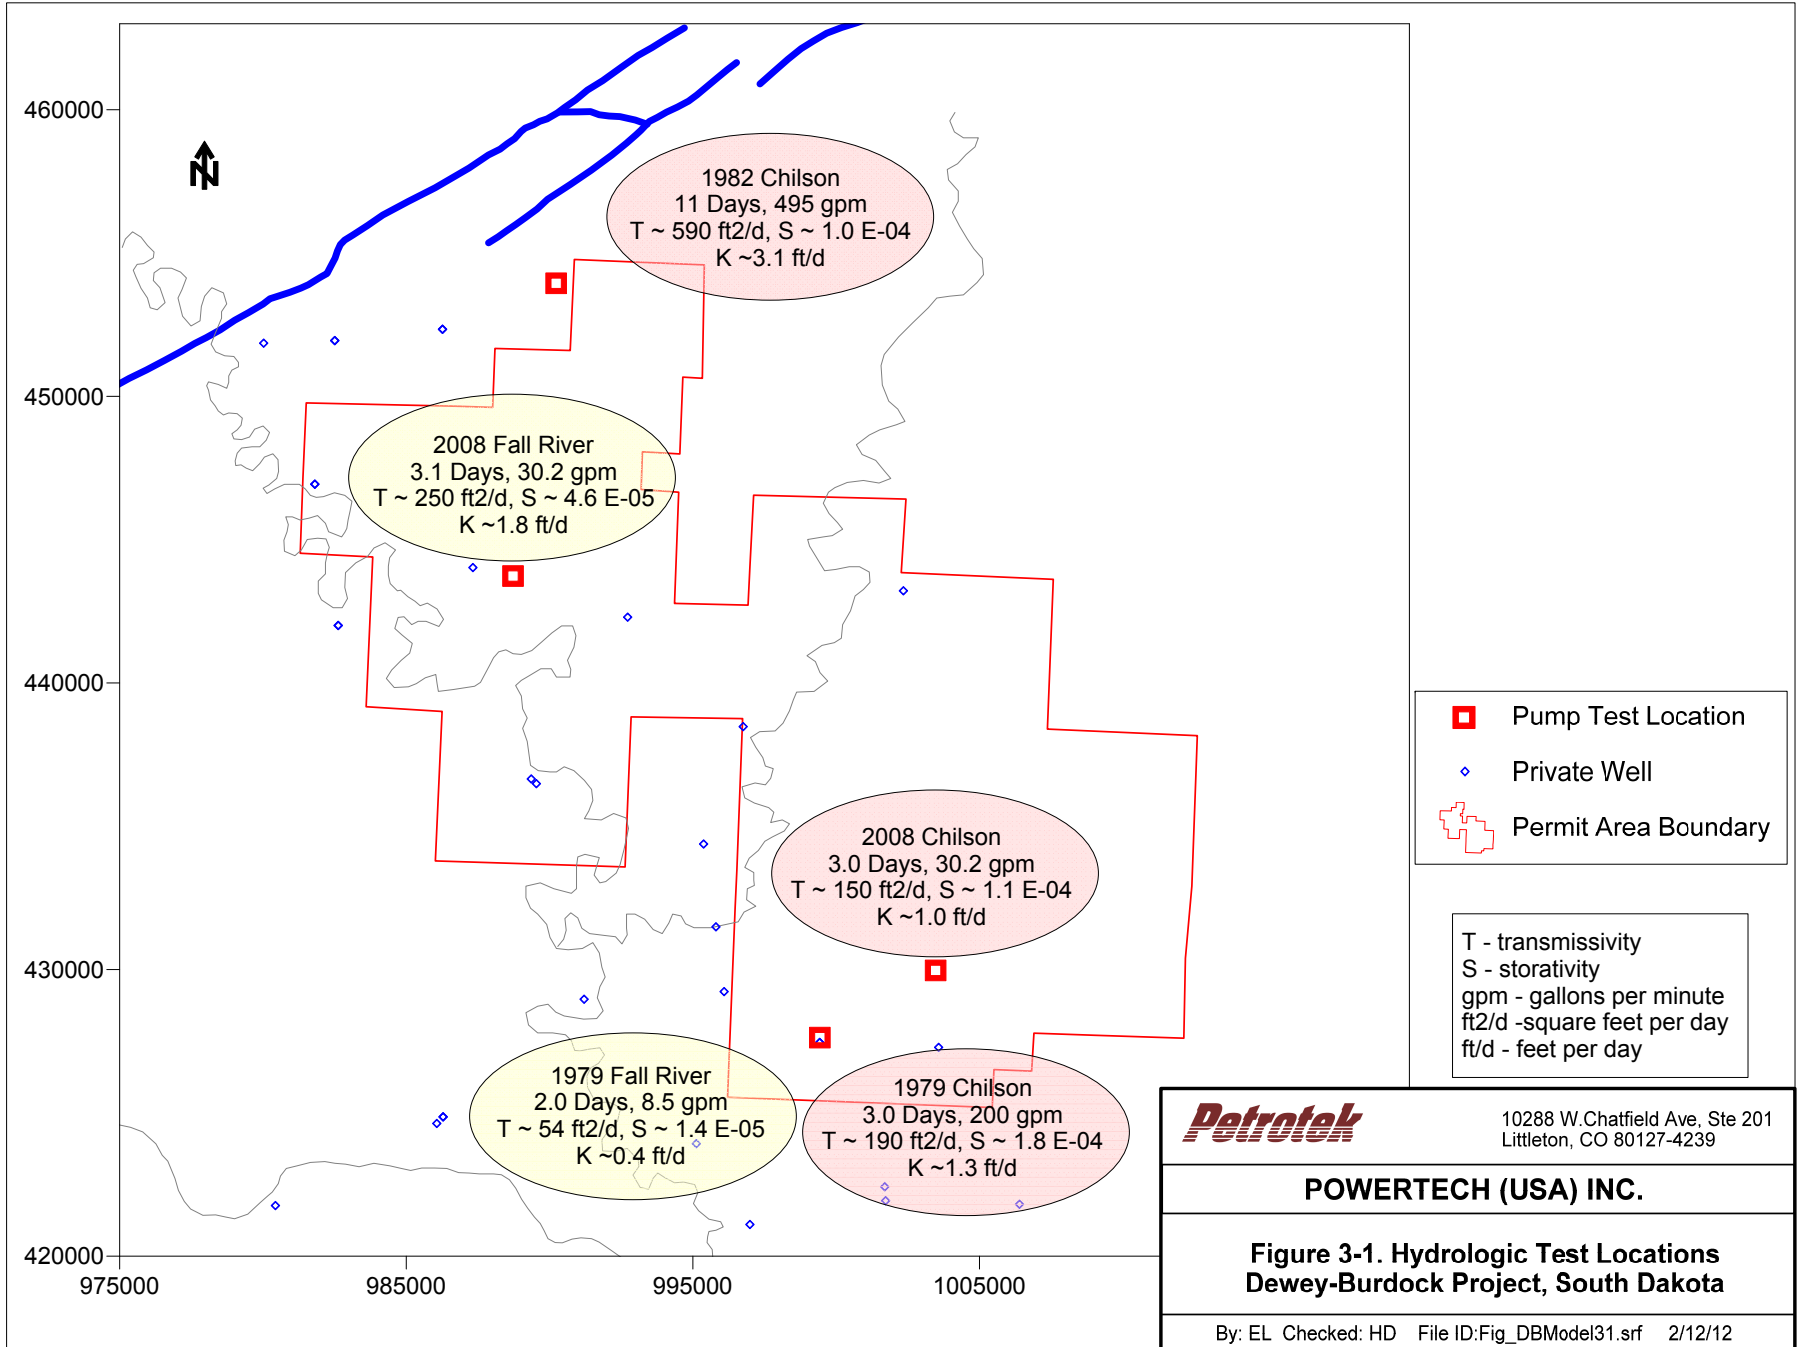 460000
450000
440000
430000
420000
975000
985000
995000
1005000
N
1982 Chilson
11 Days, 495 gpm
T ~ 590 ft2/d, S ~ 1.0 E-04
K ~3.1 ft/d
2008 Fall River
3.1 Days, 30.2 gpm
T ~ 250 ft2/d, S ~ 4.6 E-05
K ~1.8 ft/d
2008 Chilson
3.0 Days, 30.2 gpm
T ~ 150 ft2/d, S ~ 1.1 E-04
K ~1.0 ft/d
1979 Fall River
2.0 Days, 8.5 gpm
T ~ 54 ft2/d, S ~ 1.4 E-05
K ~0.4 ft/d
1979 Chilson
3.0 Days, 200 gpm
T ~ 190 ft2/d, S ~ 1.8 E-04
K ~1.3 ft/d
Pump Test Location
Private Well
Permit Area Boundary
T - transmissivity
S - storativity
gpm - gallons per minute
ft2/d -square feet per day
ft/d - feet per day
Petrotek
10288 W.Chatfield Ave, Ste 201
Littleton, CO 80127-4239
POWERTECH (USA) INC.
Figure 3-1. Hydrologic Test Locations
Dewey-Burdock Project, South Dakota
By: EL Checked: HD File ID:Fig_DBModel31.srf 2/12/12